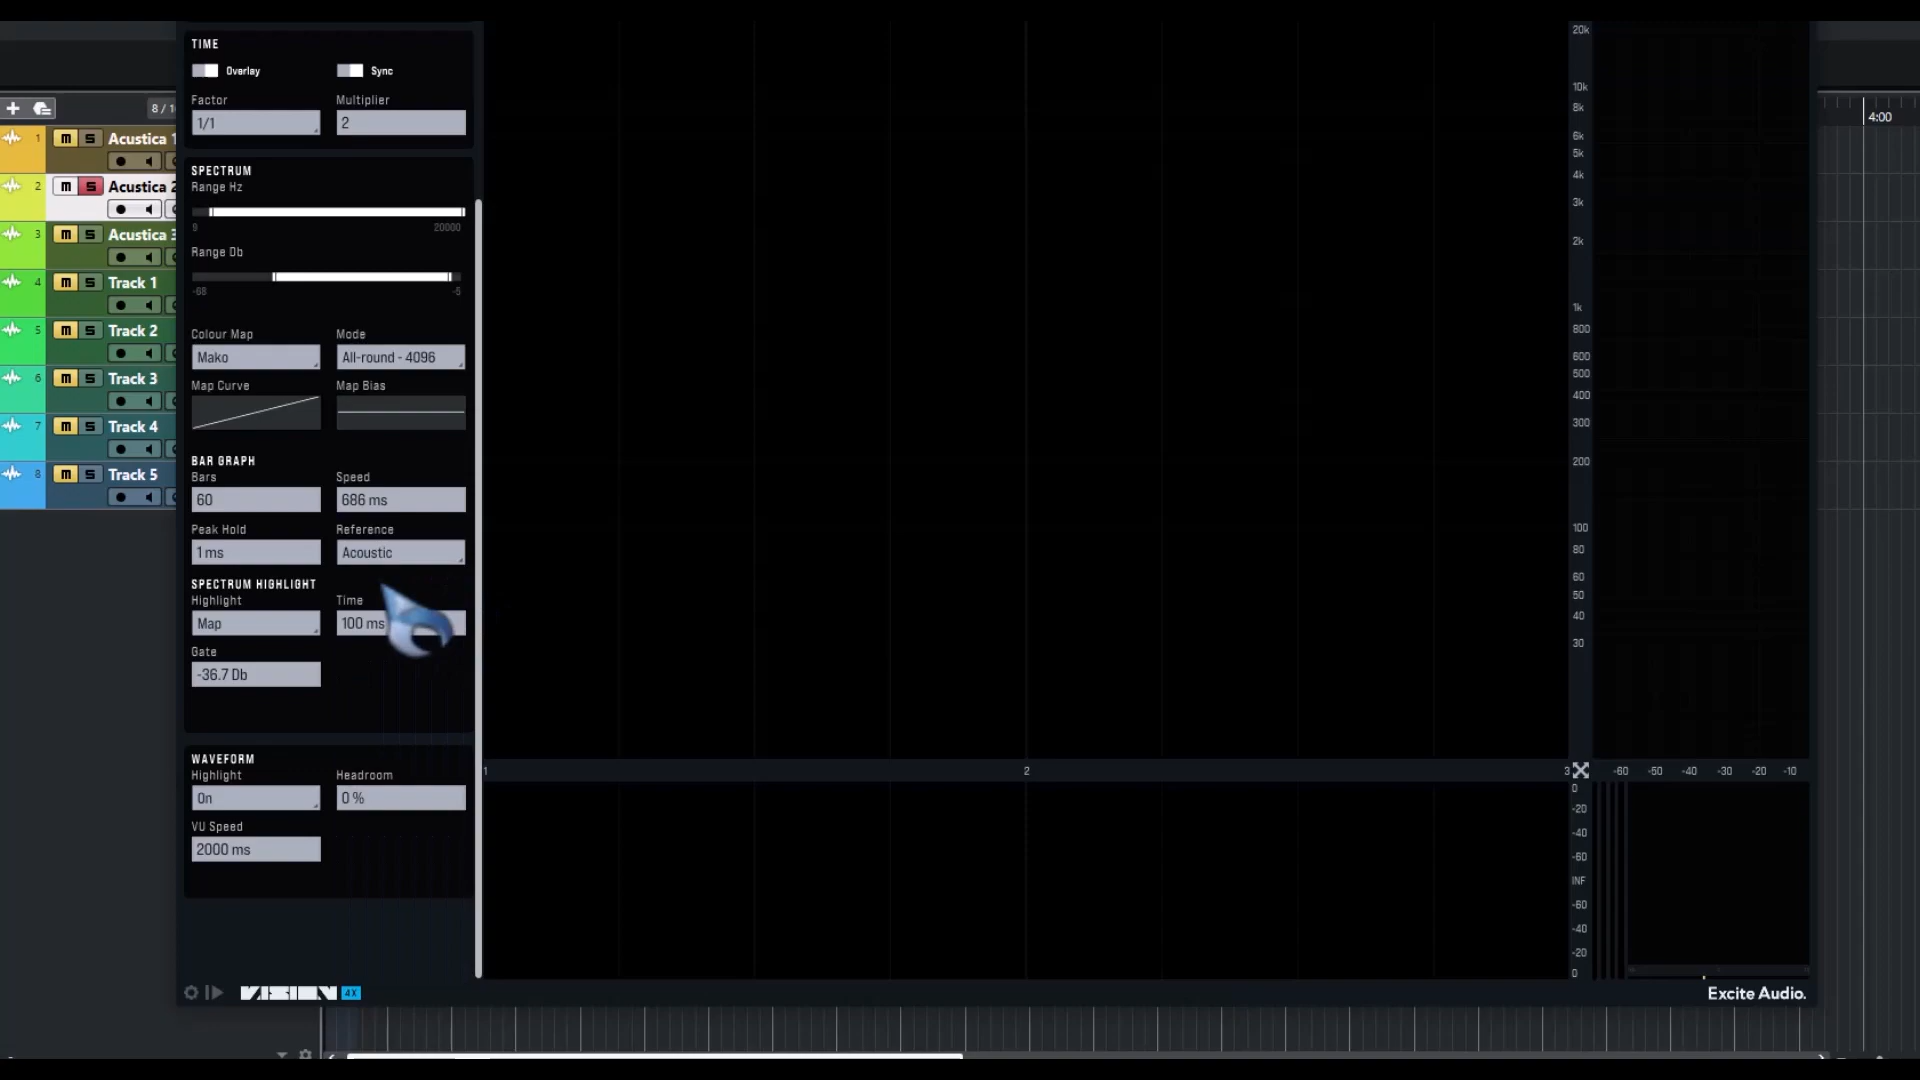 TIME
Overlay Sync
Factor Multiplier
1/1 2
SPECTRUM
Range Hz
9 20000
Range Db
-68 -5
Colour Map Mode
Mako All-round - 4096
Map Curve Map Bias
BAR GRAPH
Bars Speed
60 686 ms
Peak Hold Reference
1 ms Acoustic
SPECTRUM HIGHLIGHT
Highlight Time
Map 100 ms
Gate
-36.7 Db
WAVEFORM
Highlight Headroom
On 0 %
VU Speed
2000 ms
VISION 4X
8 / 1
1 m s Acustica 1
2 m s Acustica 2
3 m s Acustica 3
4 m s Track 1
5 m s Track 2
6 m s Track 3
7 m s Track 4
8 m s Track 5
20k
10k
8k
6k
5k
4k
3k
2k
1k
800
600
500
400
300
200
100
80
60
50
40
30
1 2 3 -60 -50 -40 -30 -20 -10
0
-20
-40
-60
INF
-60
-40
-20
0
Excite Audio.
4:00